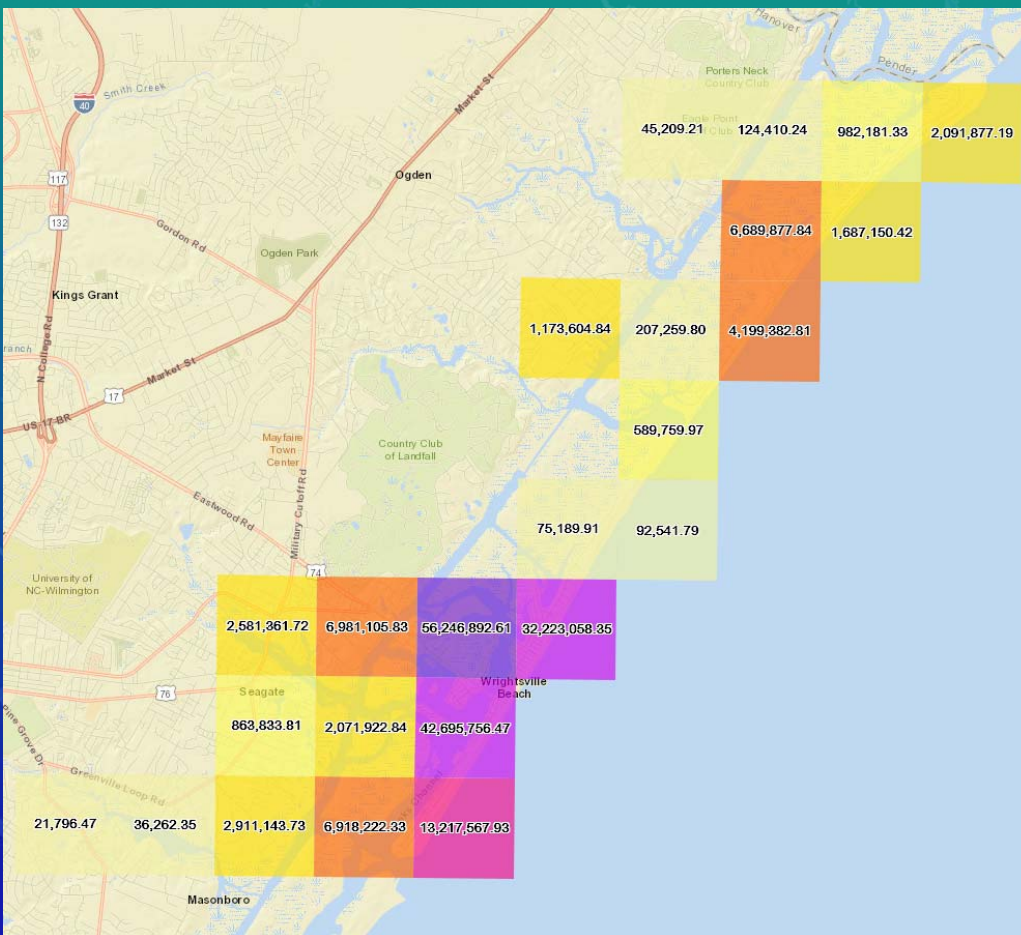 Hanover
Pender
Porters Neck
Country Club
Smith Creek
40
Market St
45,209.21
124,410.24
982,181.33
2,091,877.19
Eagle Point
Club
117
Ogden
132
Gordon Rd
6,689,877.84
1,687,150.42
Ogden Park
Kings Grant
N College Rd
1,173,604.84
207,259.80
4,199,382.81
ranch
Market St
17
US-17 BR
Mayfaire
Town
Center
Country Club
of Landfall
589,759.97
Eastwood Rd
Military Cutoff Rd
75,189.91
92,541.79
University of
NC-Wilmington
74
2,581,361.72
6,981,105.83
56,246,892.61
32,223,058.35
76
Seagate
Wrightsville
Beach
863,833.81
2,071,922.84
42,695,756.47
Pine Grove Dr
Greenville Loop Rd
Channel
21,796.47
36,262.35
2,911,143.73
6,918,222.33
13,217,567.93
Masonboro